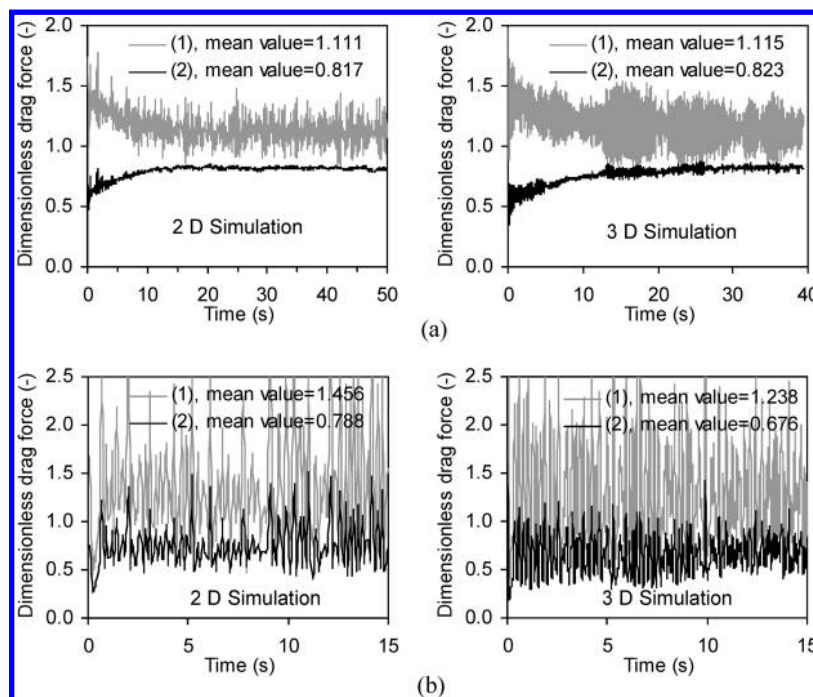 Dimensionless drag force (-)
2.0
1.5
1.0
0.5
0.0
(1), mean value=1.111
(2), mean value=0.817
2 D Simulation
0 10 20 30 40 50
Time (s)
Dimensionless drag force (-)
2.0
1.5
1.0
0.5
0.0
(1), mean value=1.115
(2), mean value=0.823
3 D Simulation
0 10 20 30 40
Time (s)
(a)
Dimensionless drag force (-)
2.5
2.0
1.5
1.0
0.5
0.0
(1), mean value=1.456
(2), mean value=0.788
2 D Simulation
0 5 10 15
Time (s)
Dimensionless drag force (-)
2.5
2.0
1.5
1.0
0.5
0.0
(1), mean value=1.238
(2), mean value=0.676
3 D Simulation
0 5 10 15
Time (s)
(b)